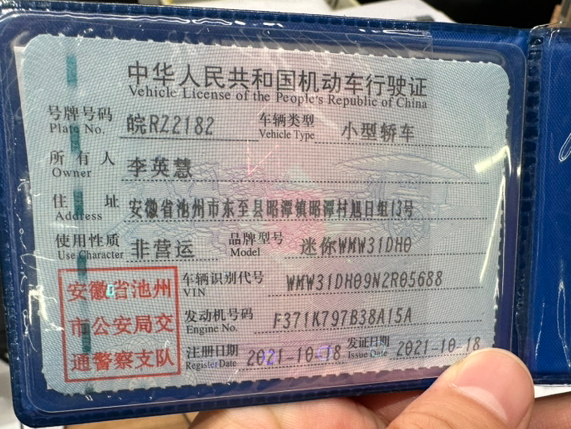 中华人民共和国机动车行驶证
Vehicle License of the People's Republic of China
号牌号码 皖RZ2182 车辆类型 小型轿车
Plate No. Vehicle Type
所有人 李英慧
Owner
住址 安徽省池州市东至县昭潭镇昭潭村旭日组13号
Address
使用性质 非营运 品牌型号 迷你WMW31DH0
Use Character Model
安徽省池州 车辆识别代号 WMW31DH09N2R05688
VIN
市公安局交 发动机号码 F371K797B38A15A
Engine No.
通警察支队 注册日期 2021-10-18 发证日期 2021-10-18
Register Date Issue Date